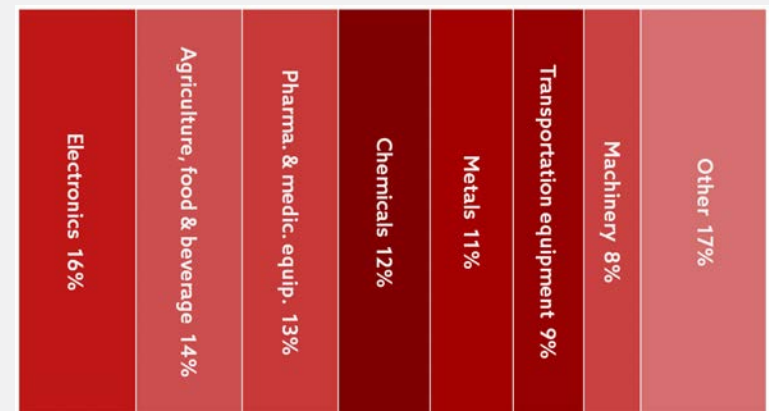 Electronics 16%
Agriculture, food & beverage 14%
Pharma. & medic. equip. 13%
Chemicals 12%
Metals 11%
Transportation equipment 9%
Machinery 8%
Other 17%